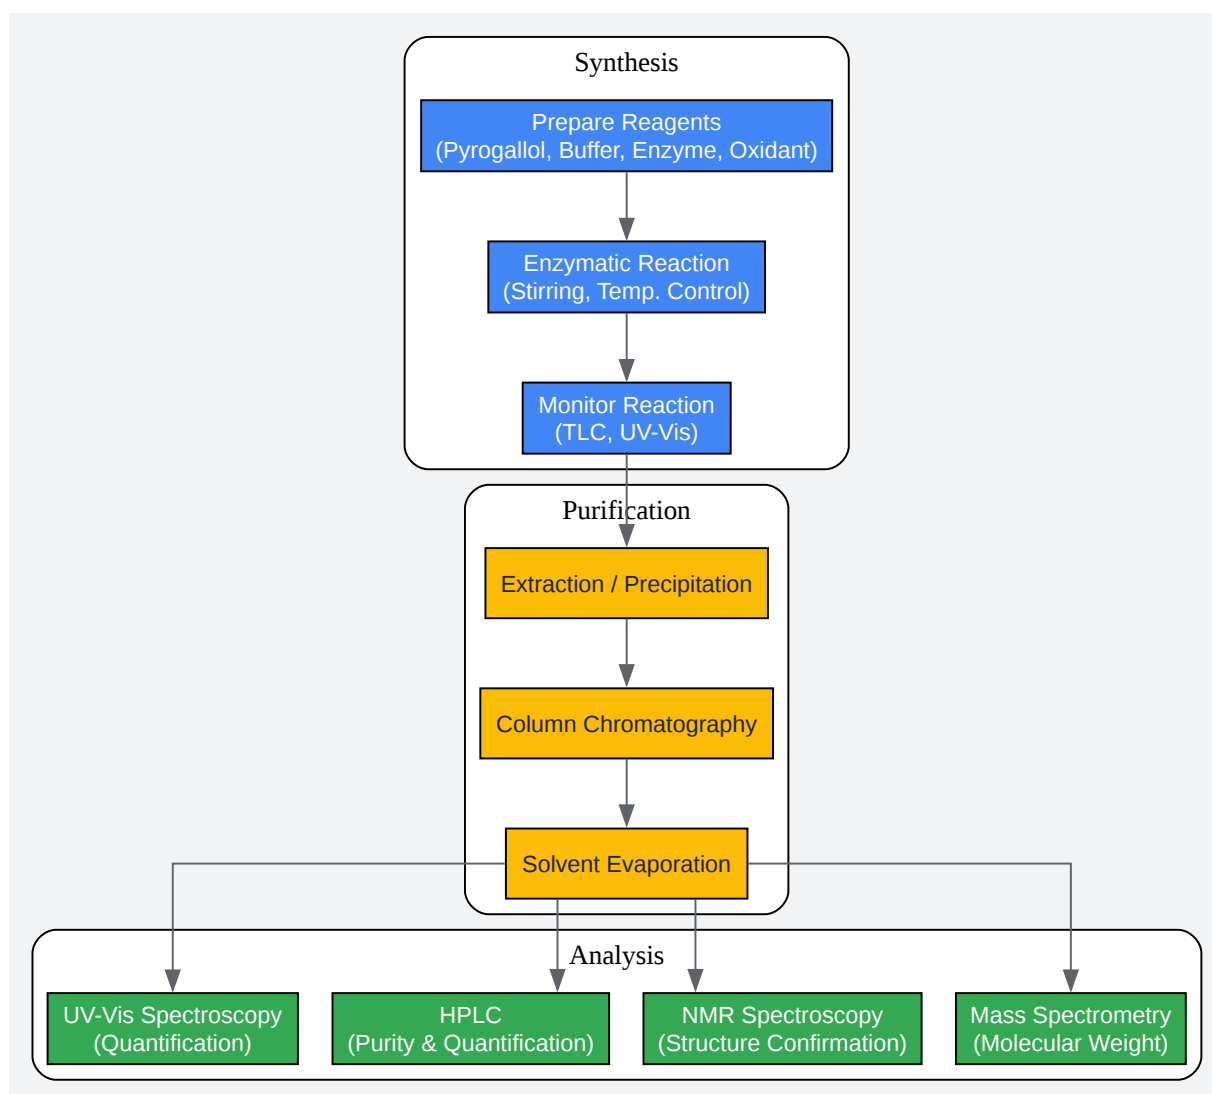 Synthesis
Prepare Reagents
(Pyrogallol, Buffer, Enzyme, Oxidant)
Enzymatic Reaction
(Stirring, Temp. Control)
Monitor Reaction
(TLC, UV-Vis)
Purification
Extraction / Precipitation
Column Chromatography
Solvent Evaporation
Analysis
UV-Vis Spectroscopy
(Quantification)
HPLC
(Purity & Quantification)
NMR Spectroscopy
(Structure Confirmation)
Mass Spectrometry
(Molecular Weight)